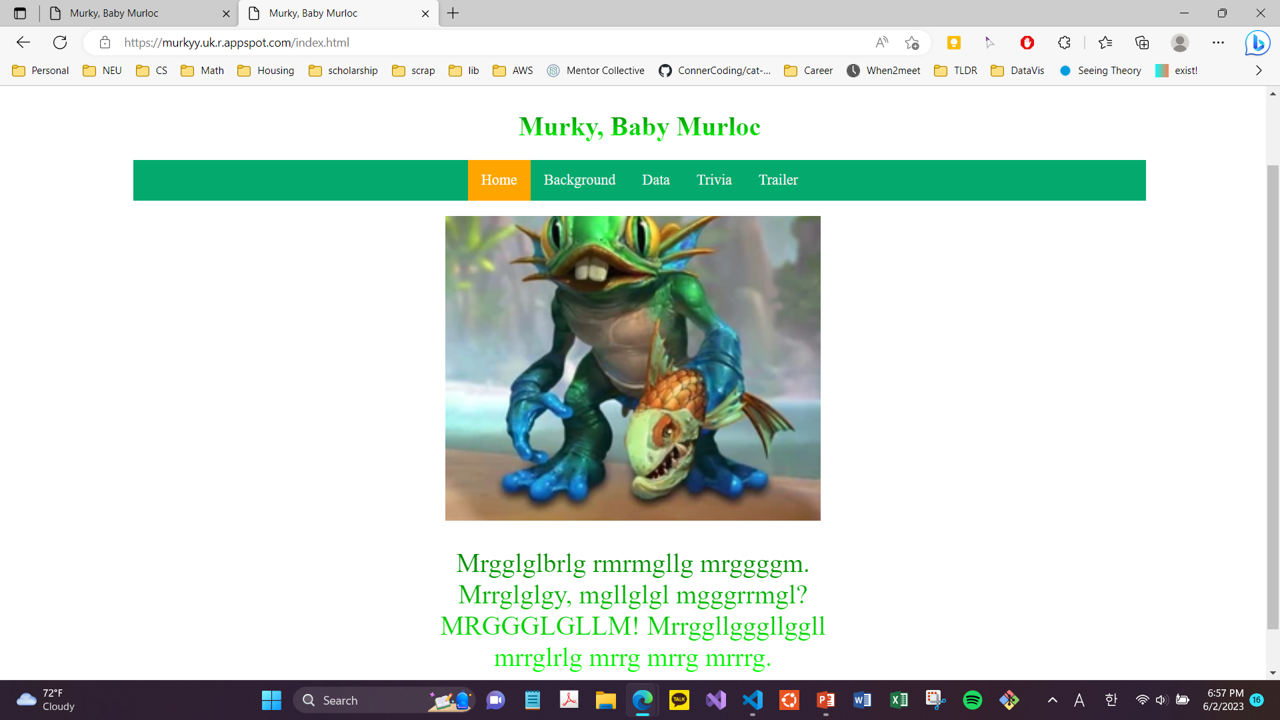 Murky, Baby Murloc
Murky, Baby Murloc
https://murkyy.uk.r.appspot.com/index.html
Personal NEU CS Math Housing scholarship scrap lib AWS Mentor Collective ConnerCoding/cat-... Career When2meet TLDR DataVis Seeing Theory exist!
Murky, Baby Murloc
Home Background Data Trivia Trailer
Mrgglglbrlg rmrmgllg mrggggm.
Mrrglglgy, mgllglgl mgggrrmgl?
MRGGGLGLLM! Mrrggllgggllggll
mrrglrlg mrrg mrrg mrrrg.
72°F
Cloudy
Search
TALK
A
한
6:57 PM
6/2/2023
16